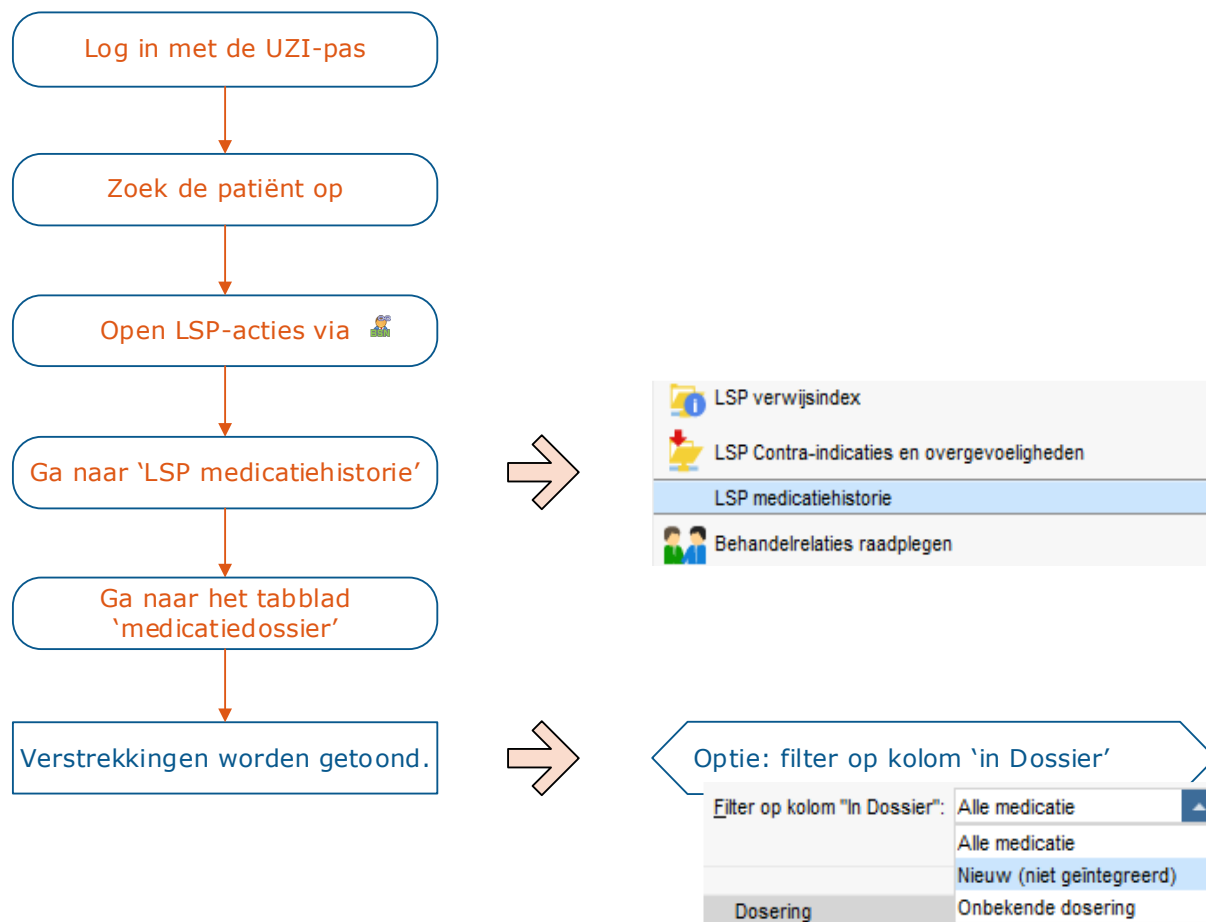 Log in met de UZI-pas
Zoek de patiënt op
Open LSP-acties via
BSN
Ga naar ‘LSP medicatiehistorie’
LSP verwijsindex
LSP Contra-indicaties en overgevoeligheden
LSP medicatiehistorie
Behandelrelaties raadplegen
Ga naar het tabblad
‘medicatiedossier’
Verstrekkingen worden getoond.
Optie: filter op kolom ‘in Dossier’
Filter op kolom "In Dossier": Alle medicatie
Alle medicatie
Nieuw (niet geïntegreerd)
Dosering Onbekende dosering